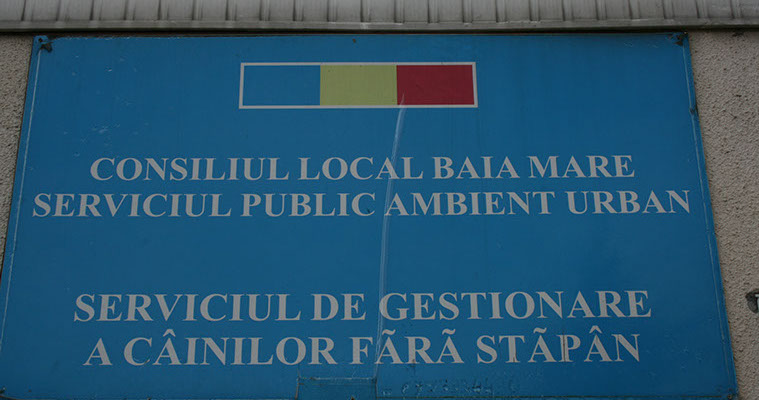 CONSILIUL LOCAL BAIA MARE
SERVICIUL PUBLIC AMBIENT URBAN
SERVICIUL DE GESTIONARE
A CÂINILOR FÃRÃ STÃPÂN